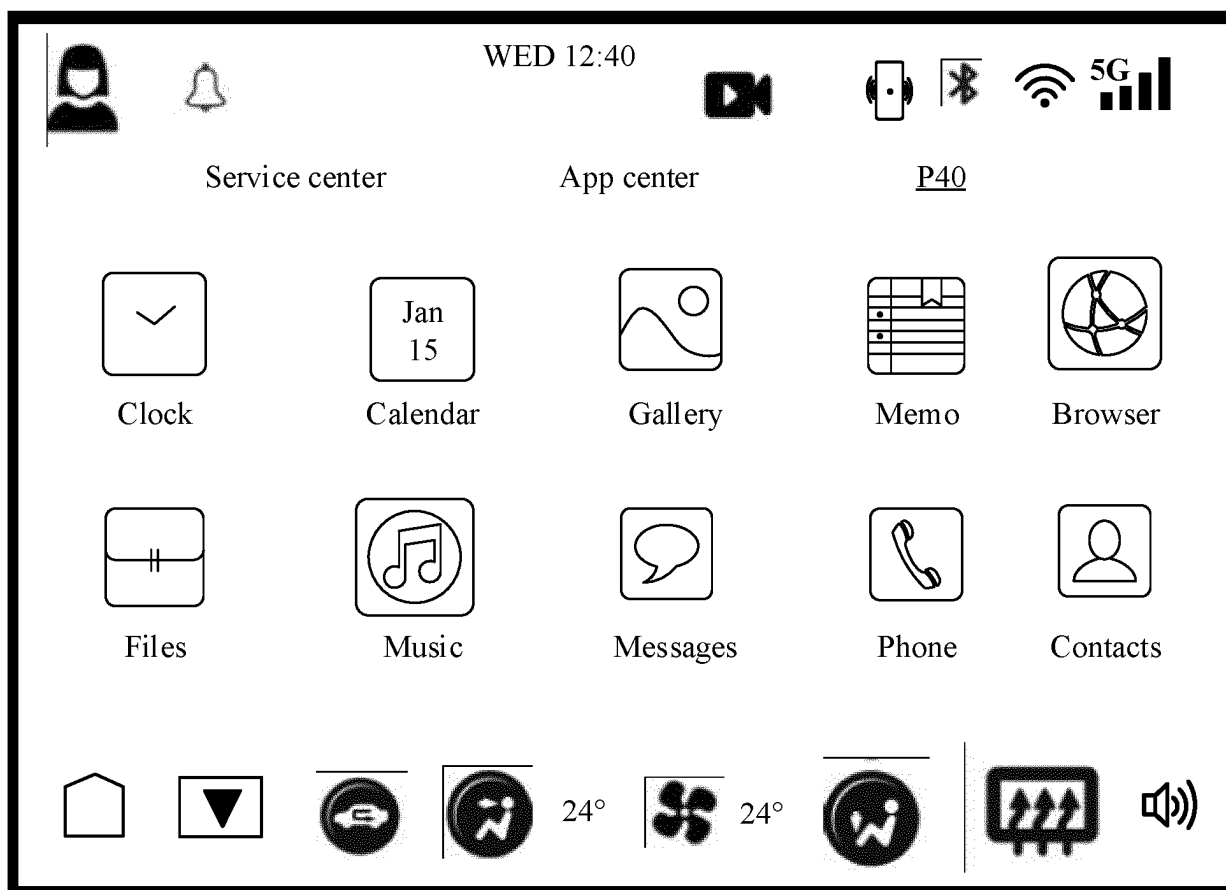 WED 12:40
5G
Service center App center P40
Jan
15
Clock Calendar Gallery Memo Browser
Files Music Messages Phone Contacts
24° 24°